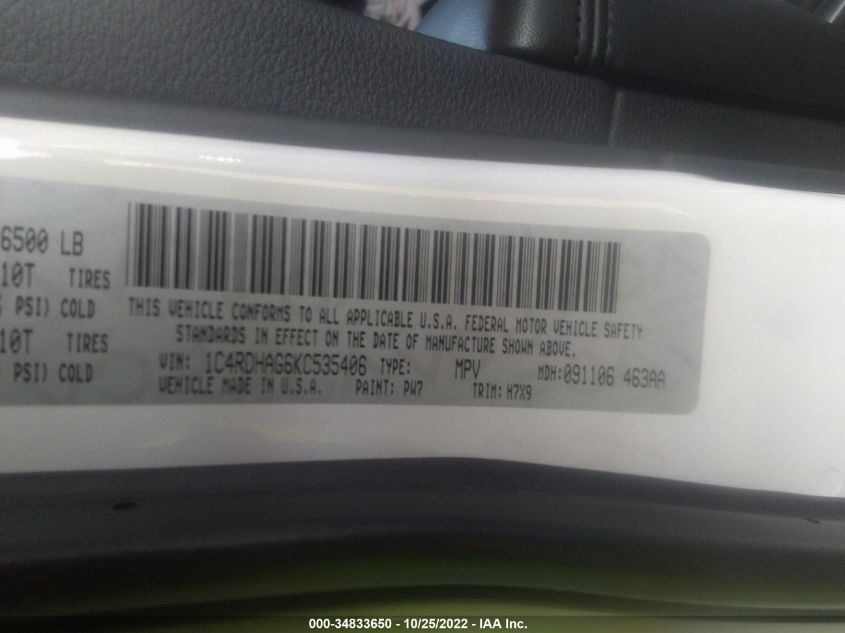 6500 LB
10T TIRES
PSI) COLD
10T TIRES
PSI) COLD
THIS VEHICLE CONFORMS TO ALL APPLICABLE U.S.A. FEDERAL MOTOR VEHICLE SAFETY
STANDARDS IN EFFECT ON THE DATE OF MANUFACTURE SHOWN ABOVE.
VIN: 1C4RDHAG6KC535406 TYPE: MPV MDH:091106 463AA
VEHICLE MADE IN U.S.A. PAINT: PW7 TRIM: H7X9
000-34833650 - 10/25/2022 - IAA Inc.